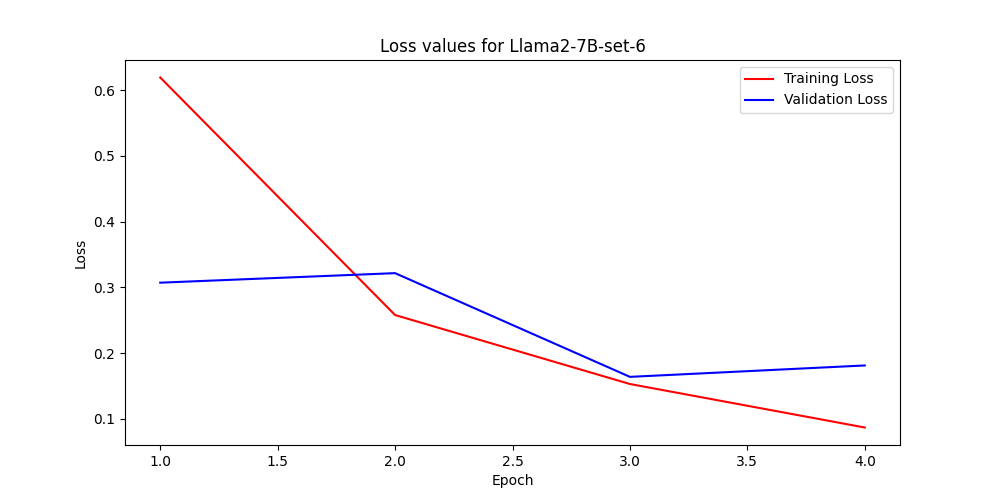 Loss values for Llama2-7B-set-6
Training Loss
Validation Loss
0.6
0.5
0.4
0.3
0.2
0.1
Loss
1.0 1.5 2.0 2.5 3.0 3.5 4.0
Epoch